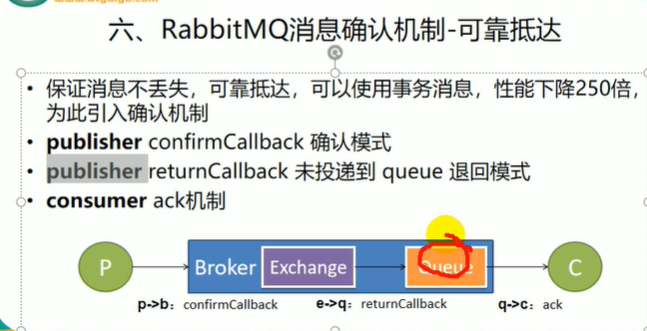 六、RabbitMQ消息确认机制-可靠抵达
• 保证消息不丢失，可靠抵达，可以使用事务消息，性能下降250倍，
为此引入确认机制
• publisher confirmCallback 确认模式
• publisher returnCallback 未投递到 queue 退回模式
• consumer ack机制
P
Broker
Exchange
Queue
C
p->b：confirmCallback
e->q：returnCallback
q->c：ack